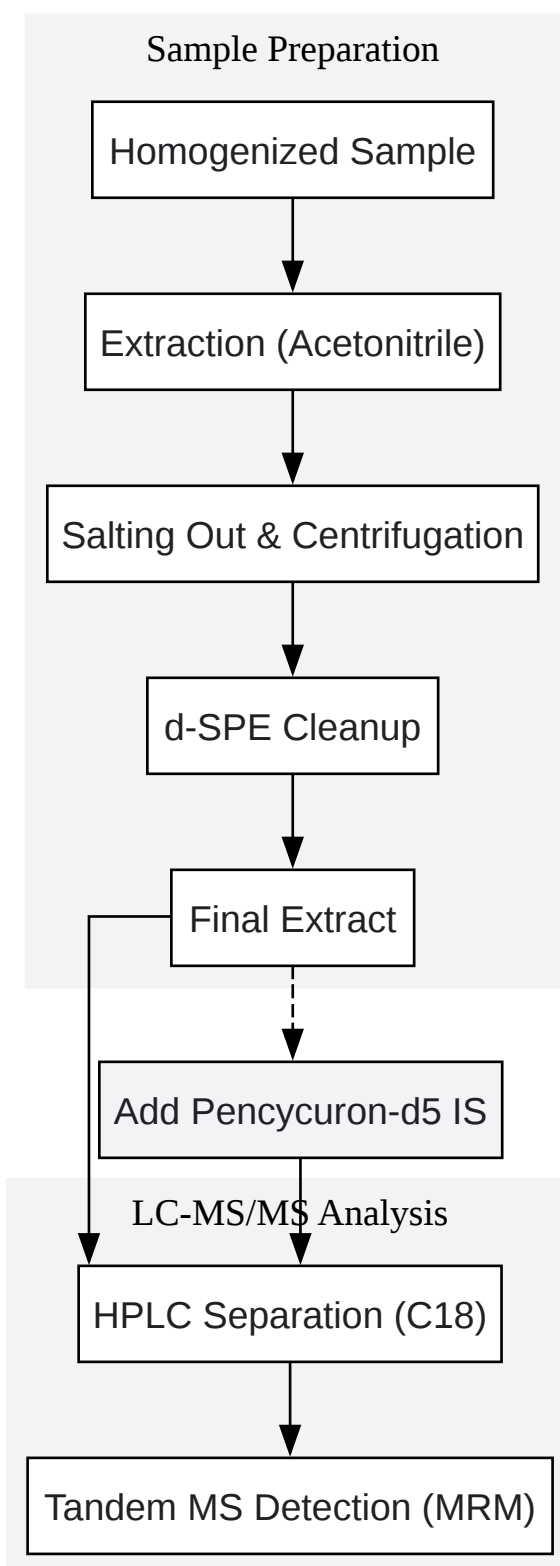 Sample Preparation
Homogenized Sample
Extraction (Acetonitrile)
Salting Out & Centrifugation
d-SPE Cleanup
Final Extract
Add Pencycuron-d5 IS
LC-MS/MS Analysis
HPLC Separation (C18)
Tandem MS Detection (MRM)